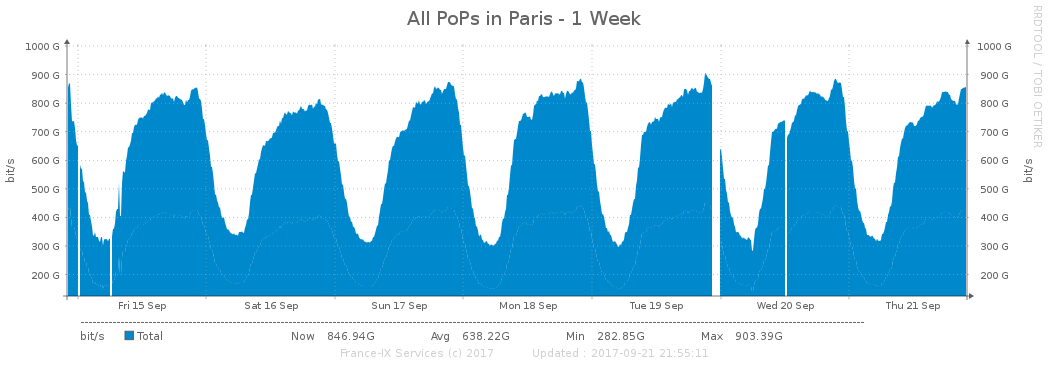 All PoPs in Paris - 1 Week
RRDTOOL / TOBI OETIKER
1000 G 1000 G
900 G 900 G
800 G 800 G
700 G 700 G
600 G 600 G
500 G 500 G
400 G 400 G
300 G 300 G
200 G 200 G
bit/s bit/s
Fri 15 Sep Sat 16 Sep Sun 17 Sep Mon 18 Sep Tue 19 Sep Wed 20 Sep Thu 21 Sep
bit/s Total Now 846.94G Avg 638.22G Min 282.85G Max 903.39G
France-IX Services (c) 2017 Updated : 2017-09-21 21:55:11